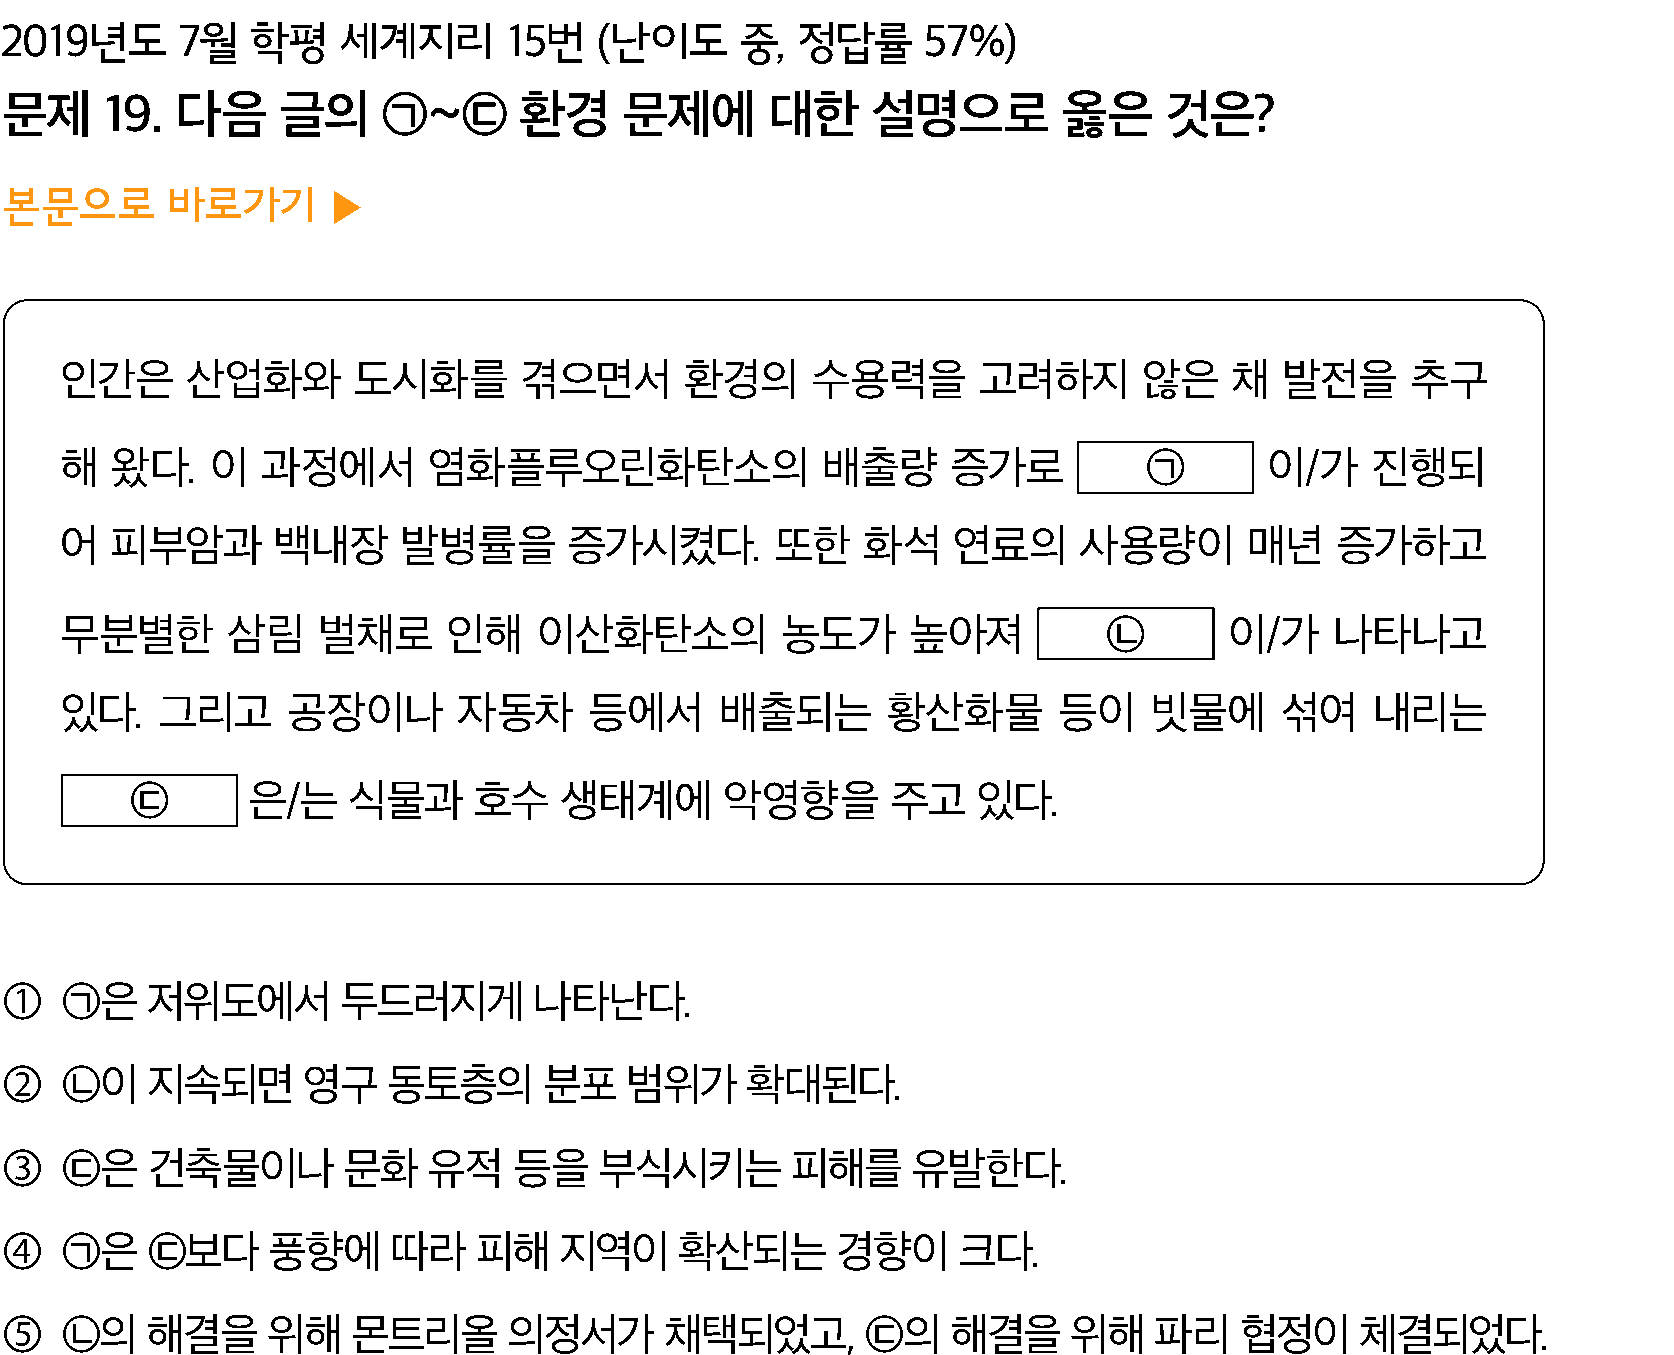 2019년도 7월 학평 세계지리 15번 (난이도 중, 정답률 57%)
문제 19. 다음 글의 ㉠~㉢ 환경 문제에 대한 설명으로 옳은 것은?
본문으로 바로가기 ▶
인간은 산업화와 도시화를 겪으면서 환경의 수용력을 고려하지 않은 채 발전을 추구
해 왔다. 이 과정에서 염화플루오린화탄소의 배출량 증가로 ㉠ 이/가 진행되
어 피부암과 백내장 발병률을 증가시켰다. 또한 화석 연료의 사용량이 매년 증가하고
무분별한 삼림 벌채로 인해 이산화탄소의 농도가 높아져 ㉡ 이/가 나타나고
있다. 그리고 공장이나 자동차 등에서 배출되는 황산화물 등이 빗물에 섞여 내리는
㉢ 은/는 식물과 호수 생태계에 악영향을 주고 있다.
① ㉠은 저위도에서 두드러지게 나타난다.
② ㉡이 지속되면 영구 동토층의 분포 범위가 확대된다.
③ ㉢은 건축물이나 문화 유적 등을 부식시키는 피해를 유발한다.
④ ㉠은 ㉢보다 풍향에 따라 피해 지역이 확산되는 경향이 크다.
⑤ ㉡의 해결을 위해 몬트리올 의정서가 채택되었고, ㉢의 해결을 위해 파리 협정이 체결되었다.